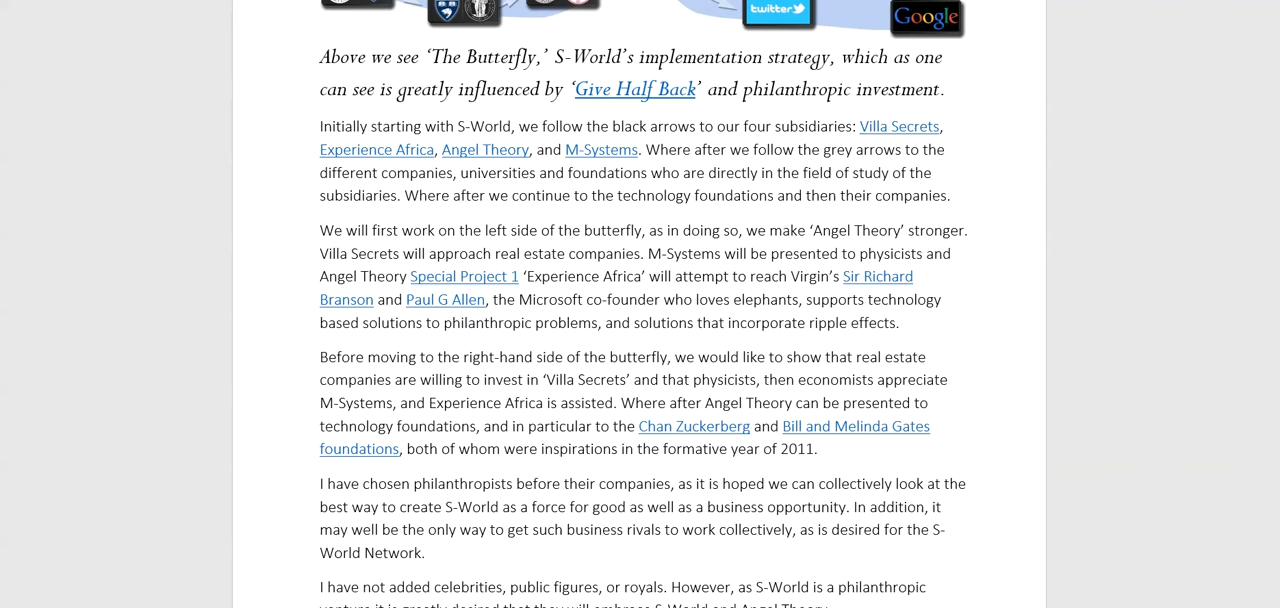 twitter
Google
Above we see ‘The Butterfly,’ S-World’s implementation strategy, which as one
can see is greatly influenced by ‘Give Half Back’ and philanthropic investment.
Initially starting with S-World, we follow the black arrows to our four subsidiaries: Villa Secrets,
Experience Africa, Angel Theory, and M-Systems. Where after we follow the grey arrows to the
different companies, universities and foundations who are directly in the field of study of the
subsidiaries. Where after we continue to the technology foundations and then their companies.
We will first work on the left side of the butterfly, as in doing so, we make ‘Angel Theory’ stronger.
Villa Secrets will approach real estate companies. M-Systems will be presented to physicists and
Angel Theory Special Project 1 ‘Experience Africa’ will attempt to reach Virgin’s Sir Richard
Branson and Paul G Allen, the Microsoft co-founder who loves elephants, supports technology
based solutions to philanthropic problems, and solutions that incorporate ripple effects.
Before moving to the right-hand side of the butterfly, we would like to show that real estate
companies are willing to invest in ‘Villa Secrets’ and that physicists, then economists appreciate
M-Systems, and Experience Africa is assisted. Where after Angel Theory can be presented to
technology foundations, and in particular to the Chan Zuckerberg and Bill and Melinda Gates
foundations, both of whom were inspirations in the formative year of 2011.
I have chosen philanthropists before their companies, as it is hoped we can collectively look at the
best way to create S-World as a force for good as well as a business opportunity. In addition, it
may well be the only way to get such business rivals to work collectively, as is desired for the S-
World Network.
I have not added celebrities, public figures, or royals. However, as S-World is a philanthropic
venture it is greatly desired that they will embrace S-World and Angel Theory.